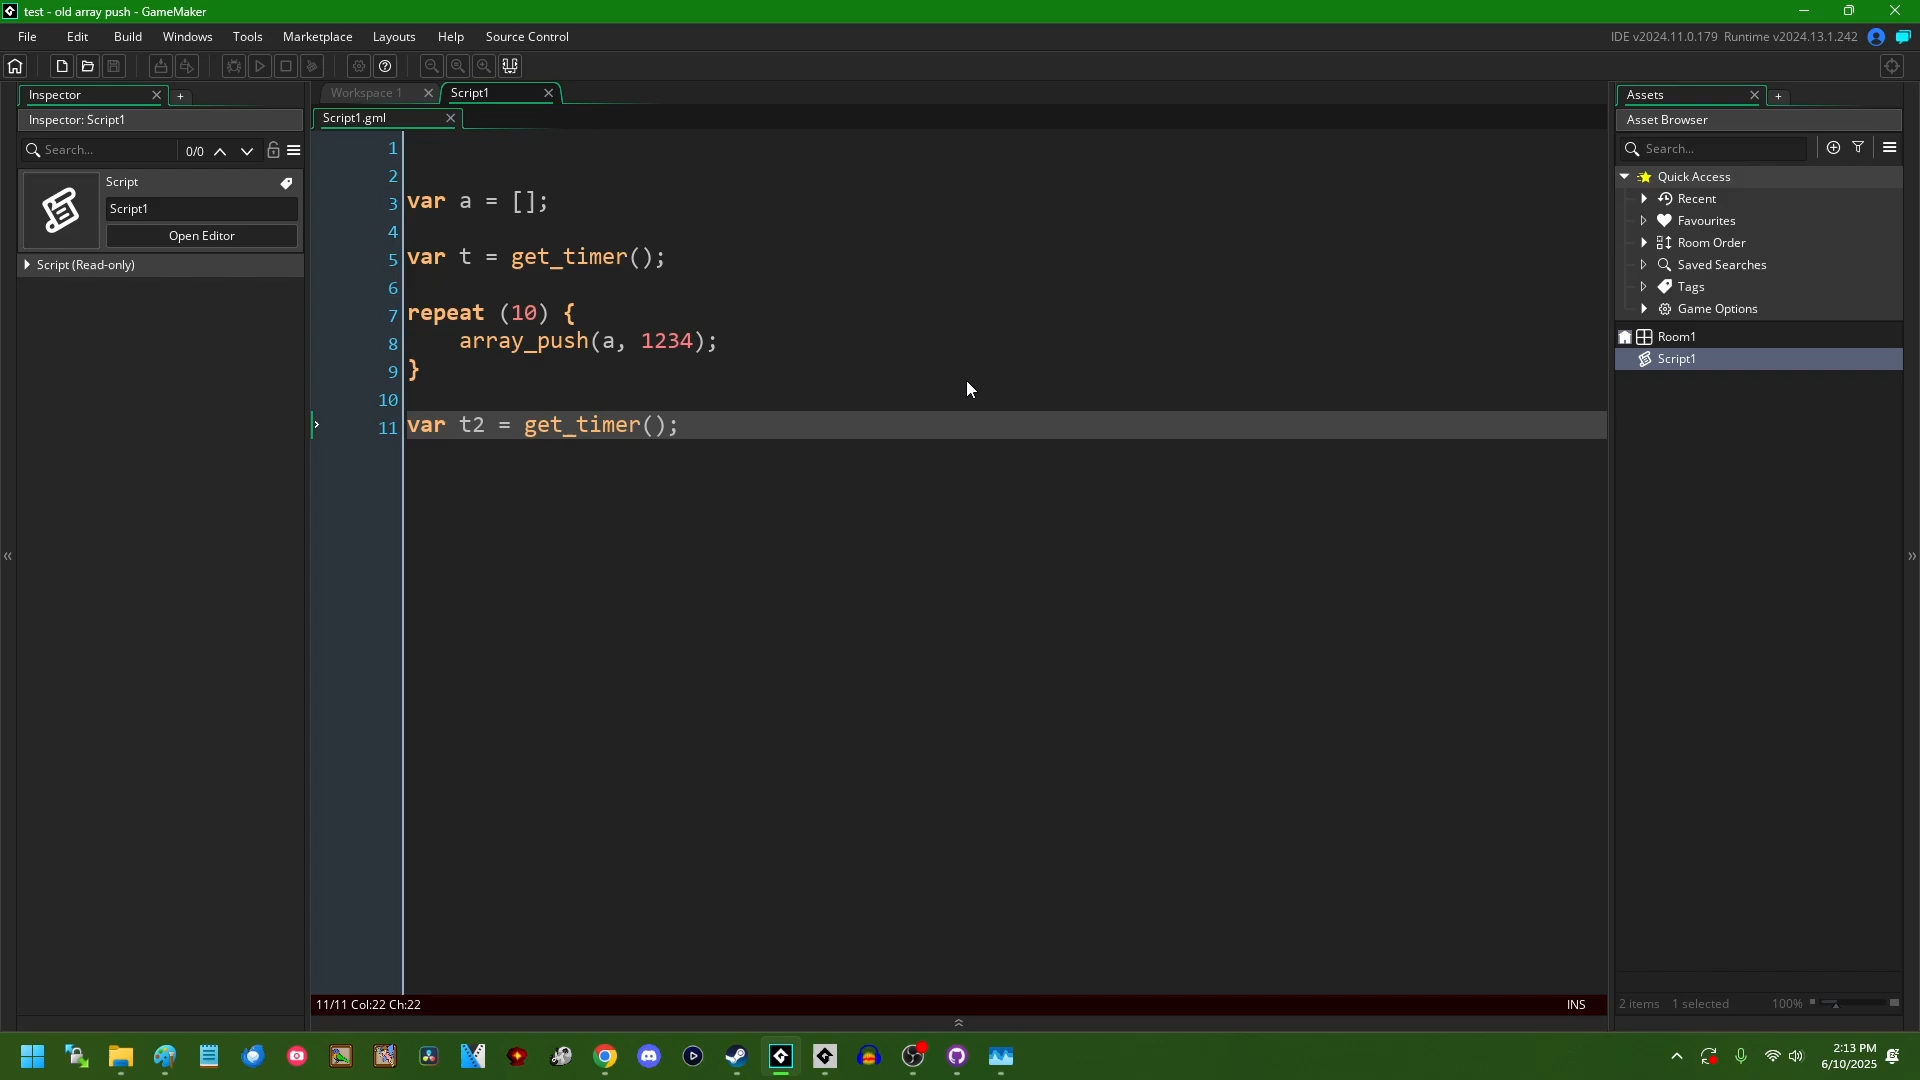 test - old array push - GameMaker
File Edit Build Windows Tools Marketplace Layouts Help Source Control
IDE v2024.11.0.179 Runtime v2024.13.1.242
Inspector
Inspector: Script1
Search...
0/0
Script
Script1
Open Editor
Script (Read-only)
Workspace 1
Script1
Script1.gml
1
2
3 var a = [];
4
5 var t = get_timer();
6
7 repeat (10) {
8 array_push(a, 1234);
9 }
10
11 var t2 = get_timer();
11/11 Col:22 Ch:22
INS
Assets
Asset Browser
Search...
Quick Access
Recent
Favourites
Room Order
Saved Searches
Tags
Game Options
Room1
Script1
2 items 1 selected 100%
2:13 PM
6/10/2025